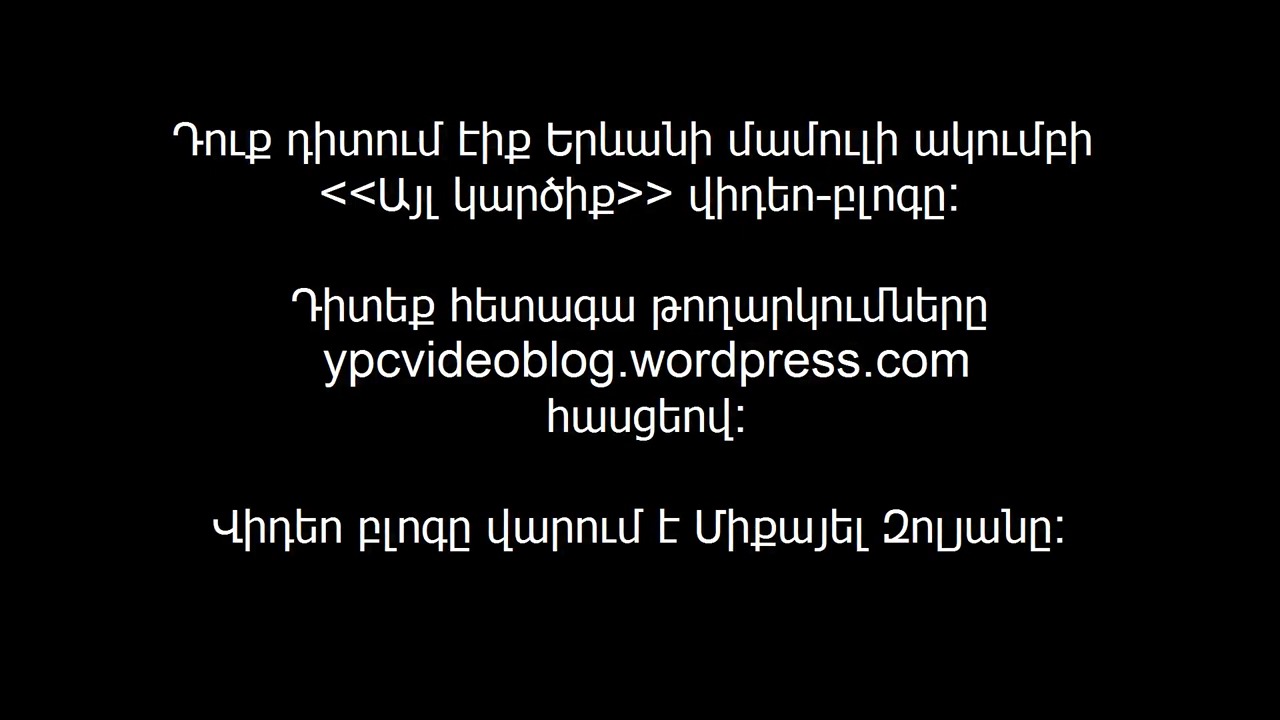 Դուք դիտում էիք Երևանի մամուլի ակումբի
<<Այլ կարծիք>> վիդեո-բլոգը:
Դիտեք հետագա թողարկումները
ypcvideoblog.wordpress.com
հասցեով:
Վիդեո բլոգը վարում է Միքայել Զոլյանը: